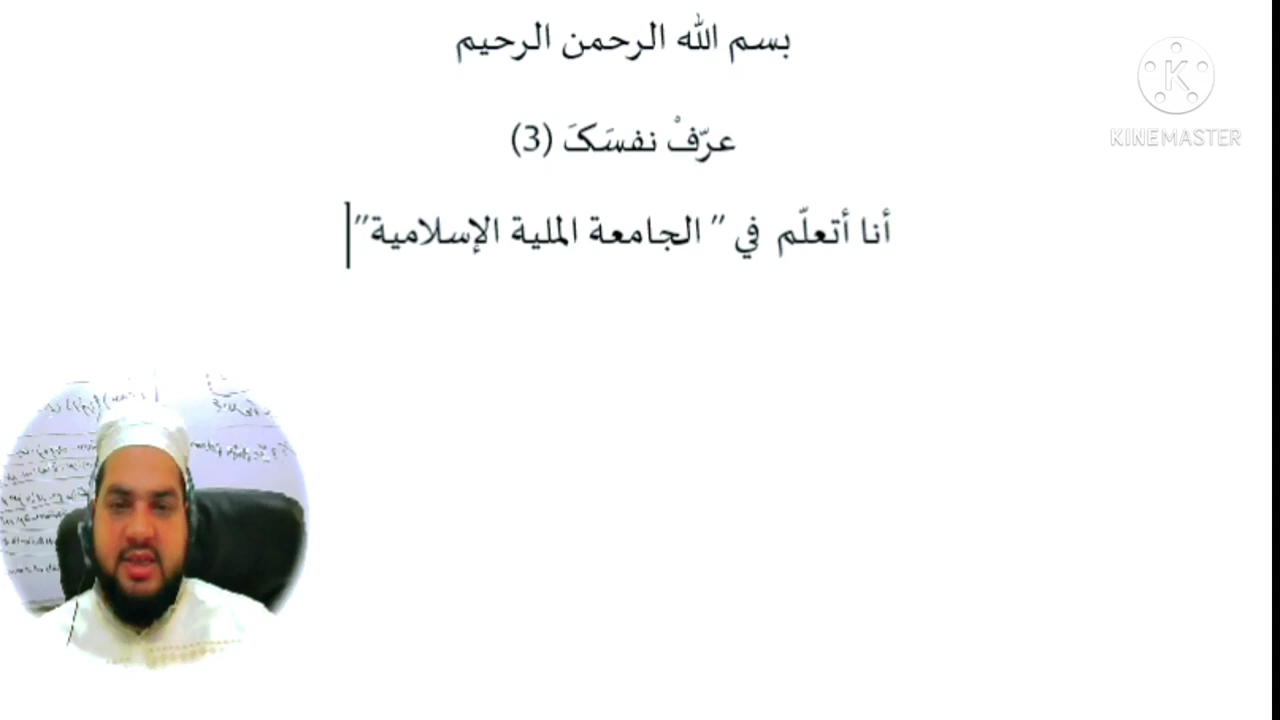 بسم الله الرحمن الرحيم
عرّفْ نفسَکَ (3)
أنا أتعلّم في " الجامعة الملية الإسلامية"
KINEMASTER